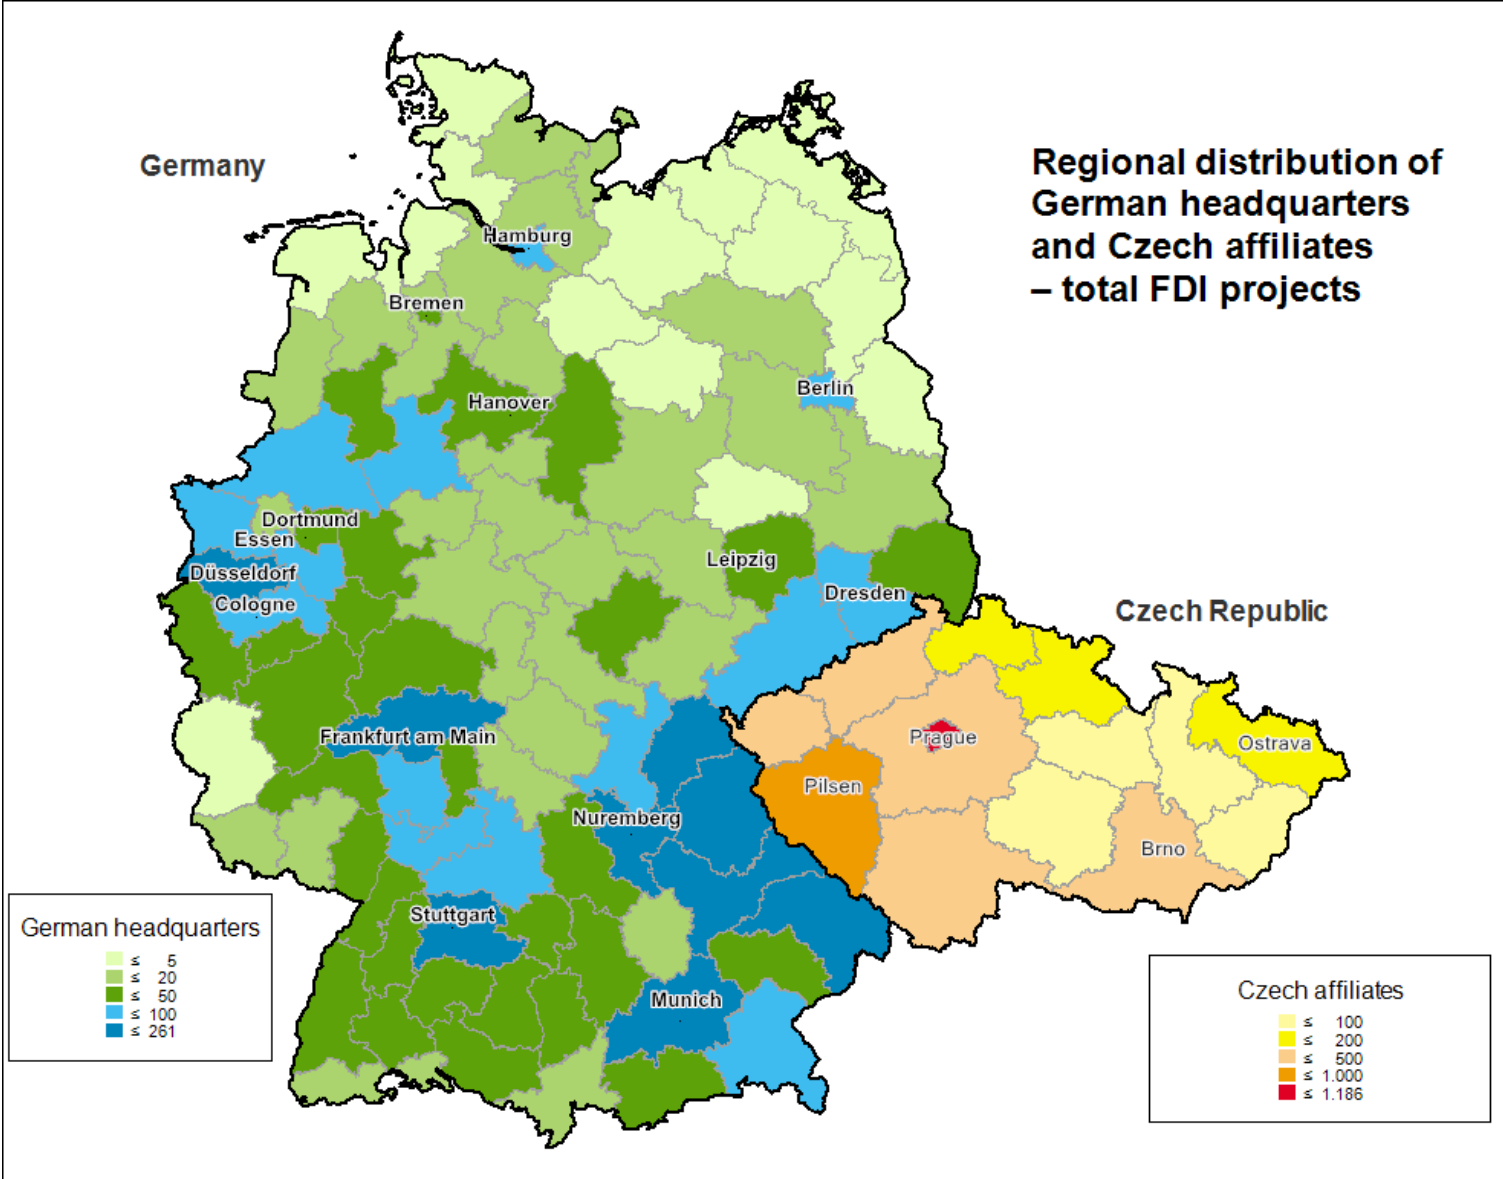 Germany
Regional distribution of
German headquarters
and Czech affiliates
– total FDI projects
Hamburg
Bremen
Berlin
Hanover
Dortmund
Essen
Leipzig
Düsseldorf
Dresden
Cologne
Czech Republic
Frankfurt am Main
Prague
Ostrava
Pilsen
Nuremberg
Brno
Stuttgart
Munich
German headquarters
≤ 5
≤ 20
≤ 50
≤ 100
≤ 261
Czech affiliates
≤ 100
≤ 200
≤ 500
≤ 1.000
≤ 1.186